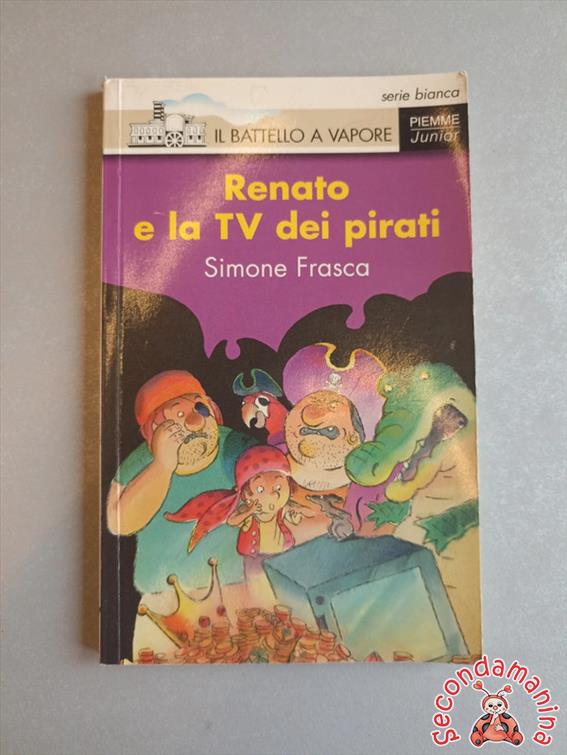 serie bianca
IL BATTELLO A VAPORE
PIEMME
Junior
Renato
e la TV dei pirati
Simone Frasca
Secondamanina